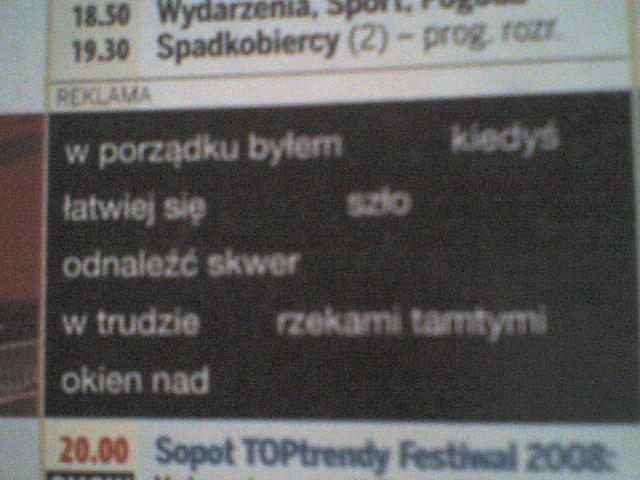 18.50 Wydarzenia, Sport, Pogoda
19.30 Spadkobiercy (2) – prog. rozr.
REKLAMA
w porządku byłem kiedyś
łatwiej się szło
odnaleźć skwer
w trudzie rzekami tamtymi
okien nad
20.00 Sopot TOPtrendy Festiwal 2008: